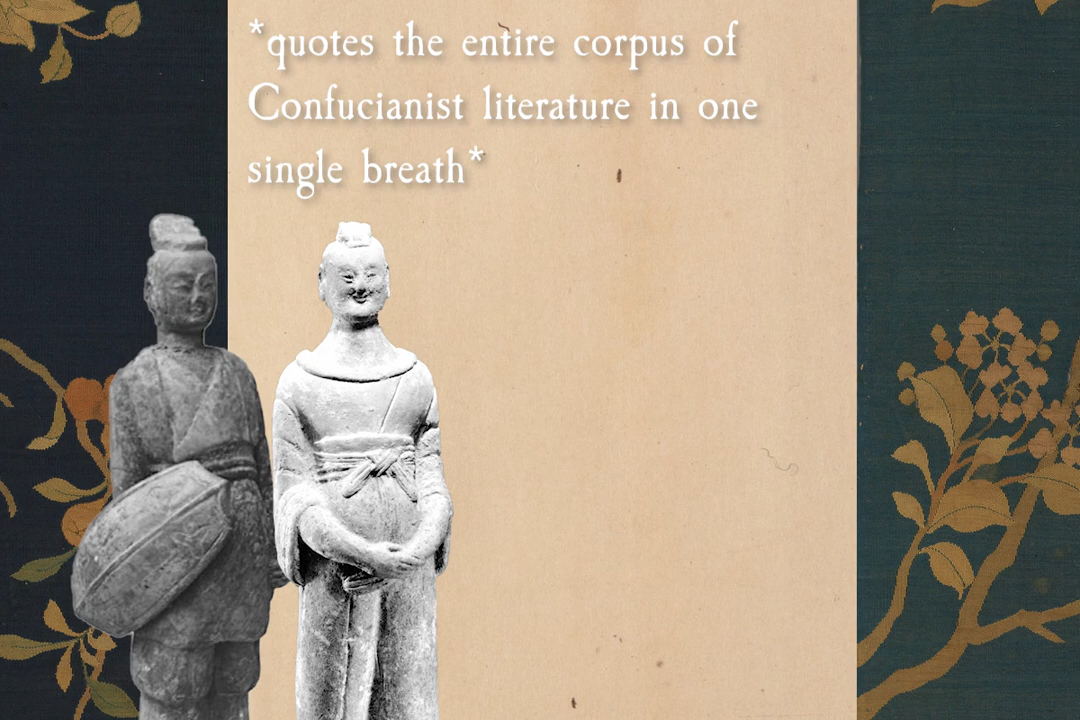 *quotes the entire corpus of
Confucianist literature in one
single breath*